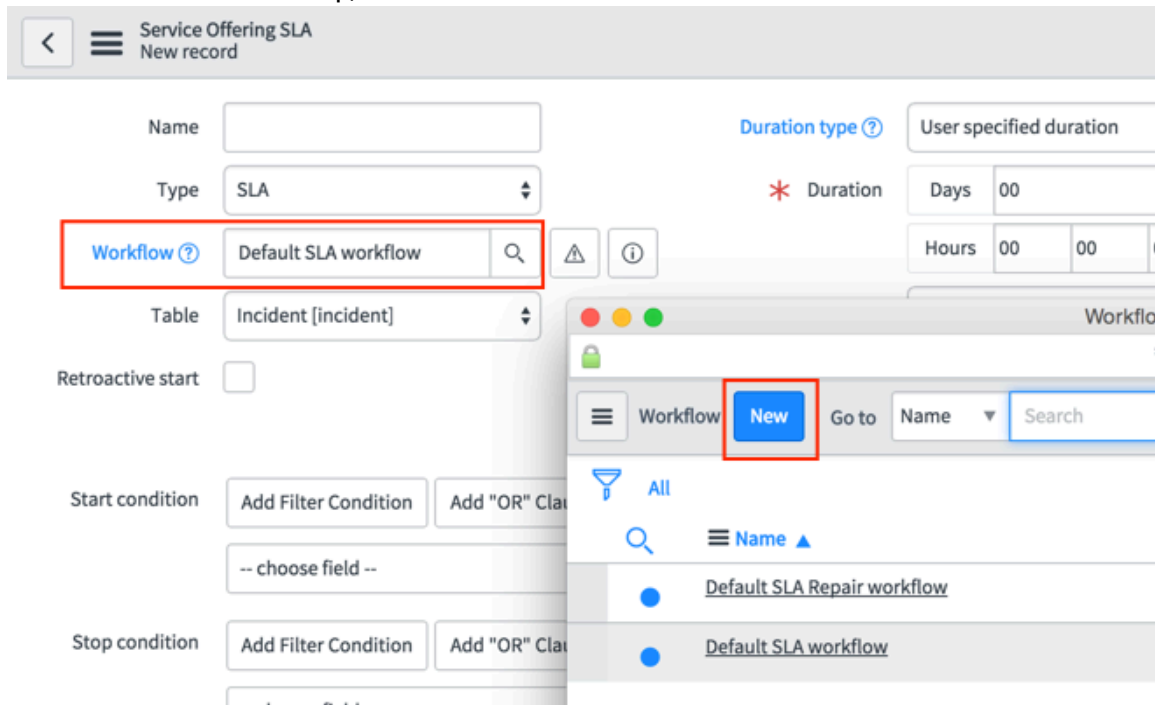 Service Offering SLA
New record
Name
Duration type ? User specified duration
Type SLA
* Duration Days 00
Workflow ? Default SLA workflow
Hours 00 00
Table Incident [incident]
Retroactive start
Workflow New Go to Name Search
All
Name
Start condition Add Filter Condition Add "OR"
-- choose field --
Default SLA Repair workflow
Stop condition Add Filter Condition Add "OR"
Default SLA workflow